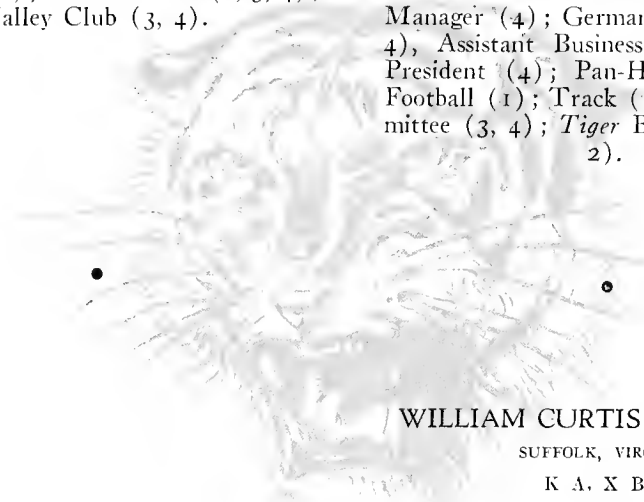 alley Club (3, 4).
Manager (4); German
4), Assistant Business
President (4); Pan-H
Football (1); Track (
mittee (3, 4); Tiger B
2).
WILLIAM CURTIS
SUFFOLK, VIR
K A, X B